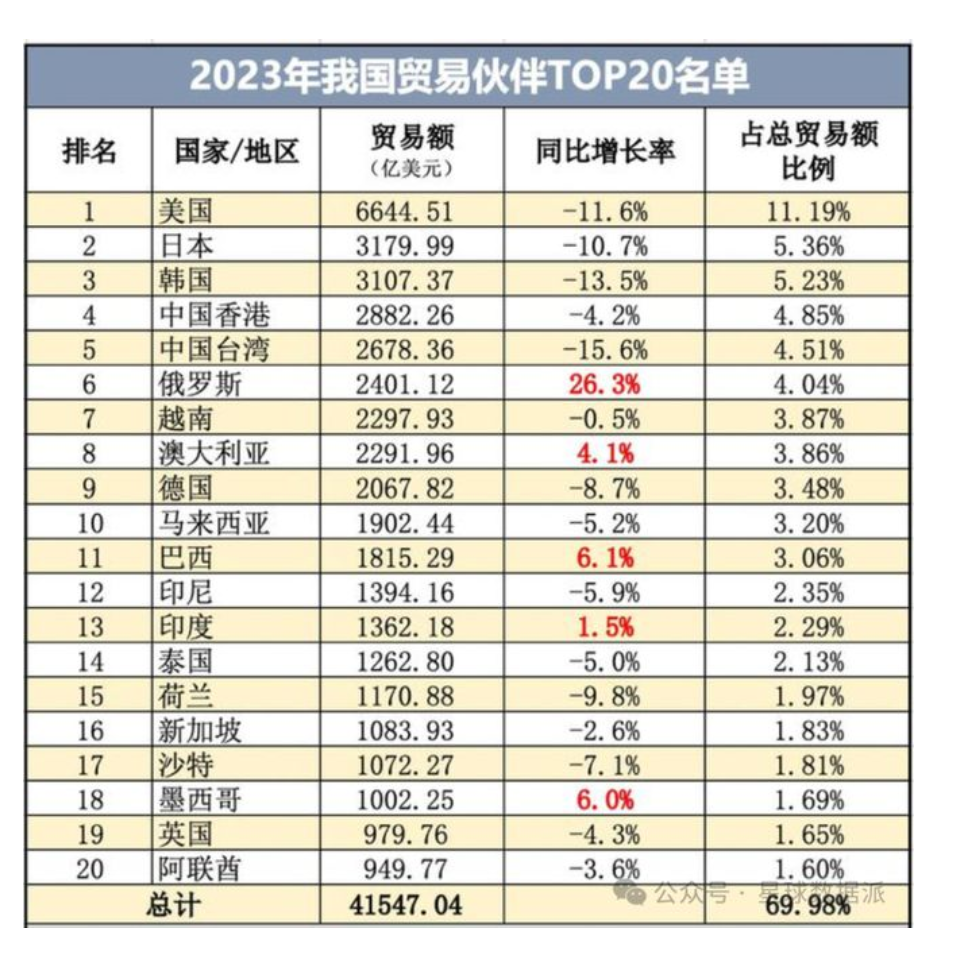 2023年我国贸易伙伴TOP20名单
排名 国家/地区 贸易额（亿美元） 同比增长率 占总贸易额比例
1 美国 6644.51 -11.6% 11.19%
2 日本 3179.99 -10.7% 5.36%
3 韩国 3107.37 -13.5% 5.23%
4 中国香港 2882.26 -4.2% 4.85%
5 中国台湾 2678.36 -15.6% 4.51%
6 俄罗斯 2401.12 26.3% 4.04%
7 越南 2297.93 -0.5% 3.87%
8 澳大利亚 2291.96 4.1% 3.86%
9 德国 2067.82 -8.7% 3.48%
10 马来西亚 1902.44 -5.2% 3.20%
11 巴西 1815.29 6.1% 3.06%
12 印尼 1394.16 -5.9% 2.35%
13 印度 1362.18 1.5% 2.29%
14 泰国 1262.80 -5.0% 2.13%
15 荷兰 1170.88 -9.8% 1.97%
16 新加坡 1083.93 -2.6% 1.83%
17 沙特 1072.27 -7.1% 1.81%
18 墨西哥 1002.25 6.0% 1.69%
19 英国 979.76 -4.3% 1.65%
20 阿联酋 949.77 -3.6% 1.60%
公众号·星球数据派
总计 41547.04 69.98%